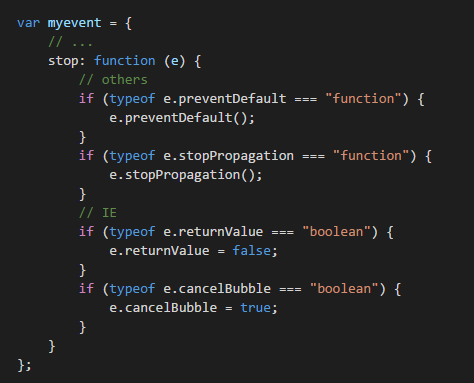 var myevent = {
    // ...
    stop: function (e) {
        // others
        if (typeof e.preventDefault === "function") {
            e.preventDefault();
        }
        if (typeof e.stopPropagation === "function") {
            e.stopPropagation();
        }
        // IE
        if (typeof e.returnValue === "boolean") {
            e.returnValue = false;
        }
        if (typeof e.cancelBubble === "boolean") {
            e.cancelBubble = true;
        }
    }
};